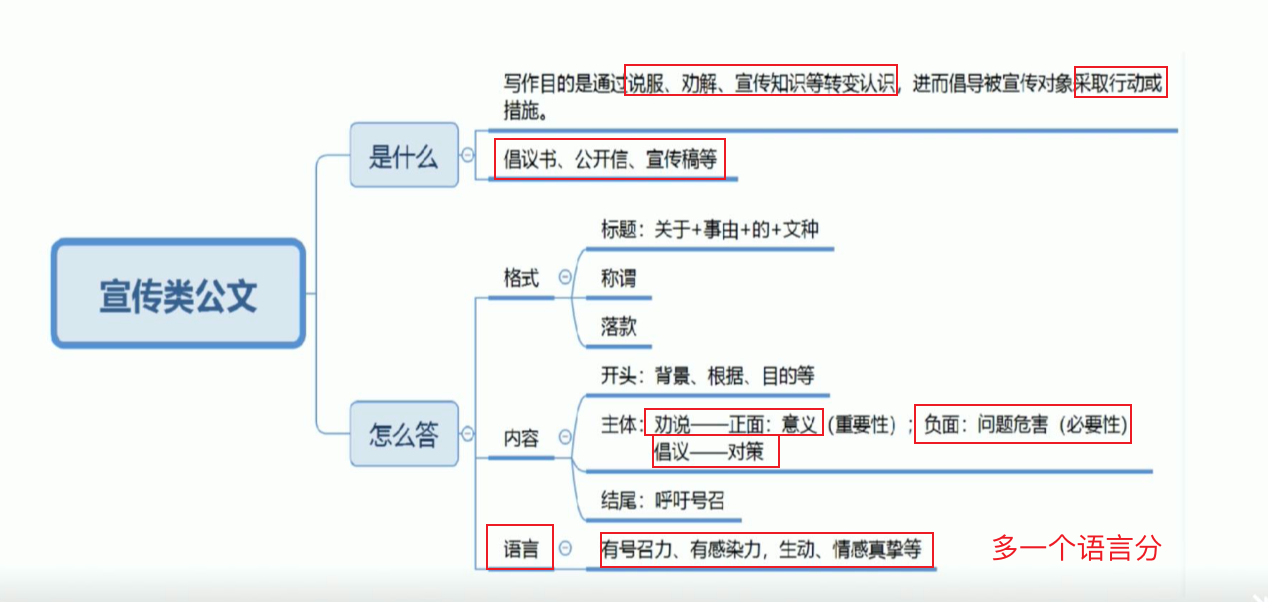 宣传类公文
是什么
写作目的是通过说服、劝解、宣传知识等转变认识，进而倡导被宣传对象采取行动或
措施。
倡议书、公开信、宣传稿等
怎么答
格式
标题：关于+事由+的+文种
称谓
落款
内容
开头：背景、根据、目的等
主体：劝说——正面：意义（重要性）；负面：问题危害（必要性）
倡议——对策
结尾：呼吁号召
语言
有号召力、有感染力，生动、情感真挚等
多一个语言分